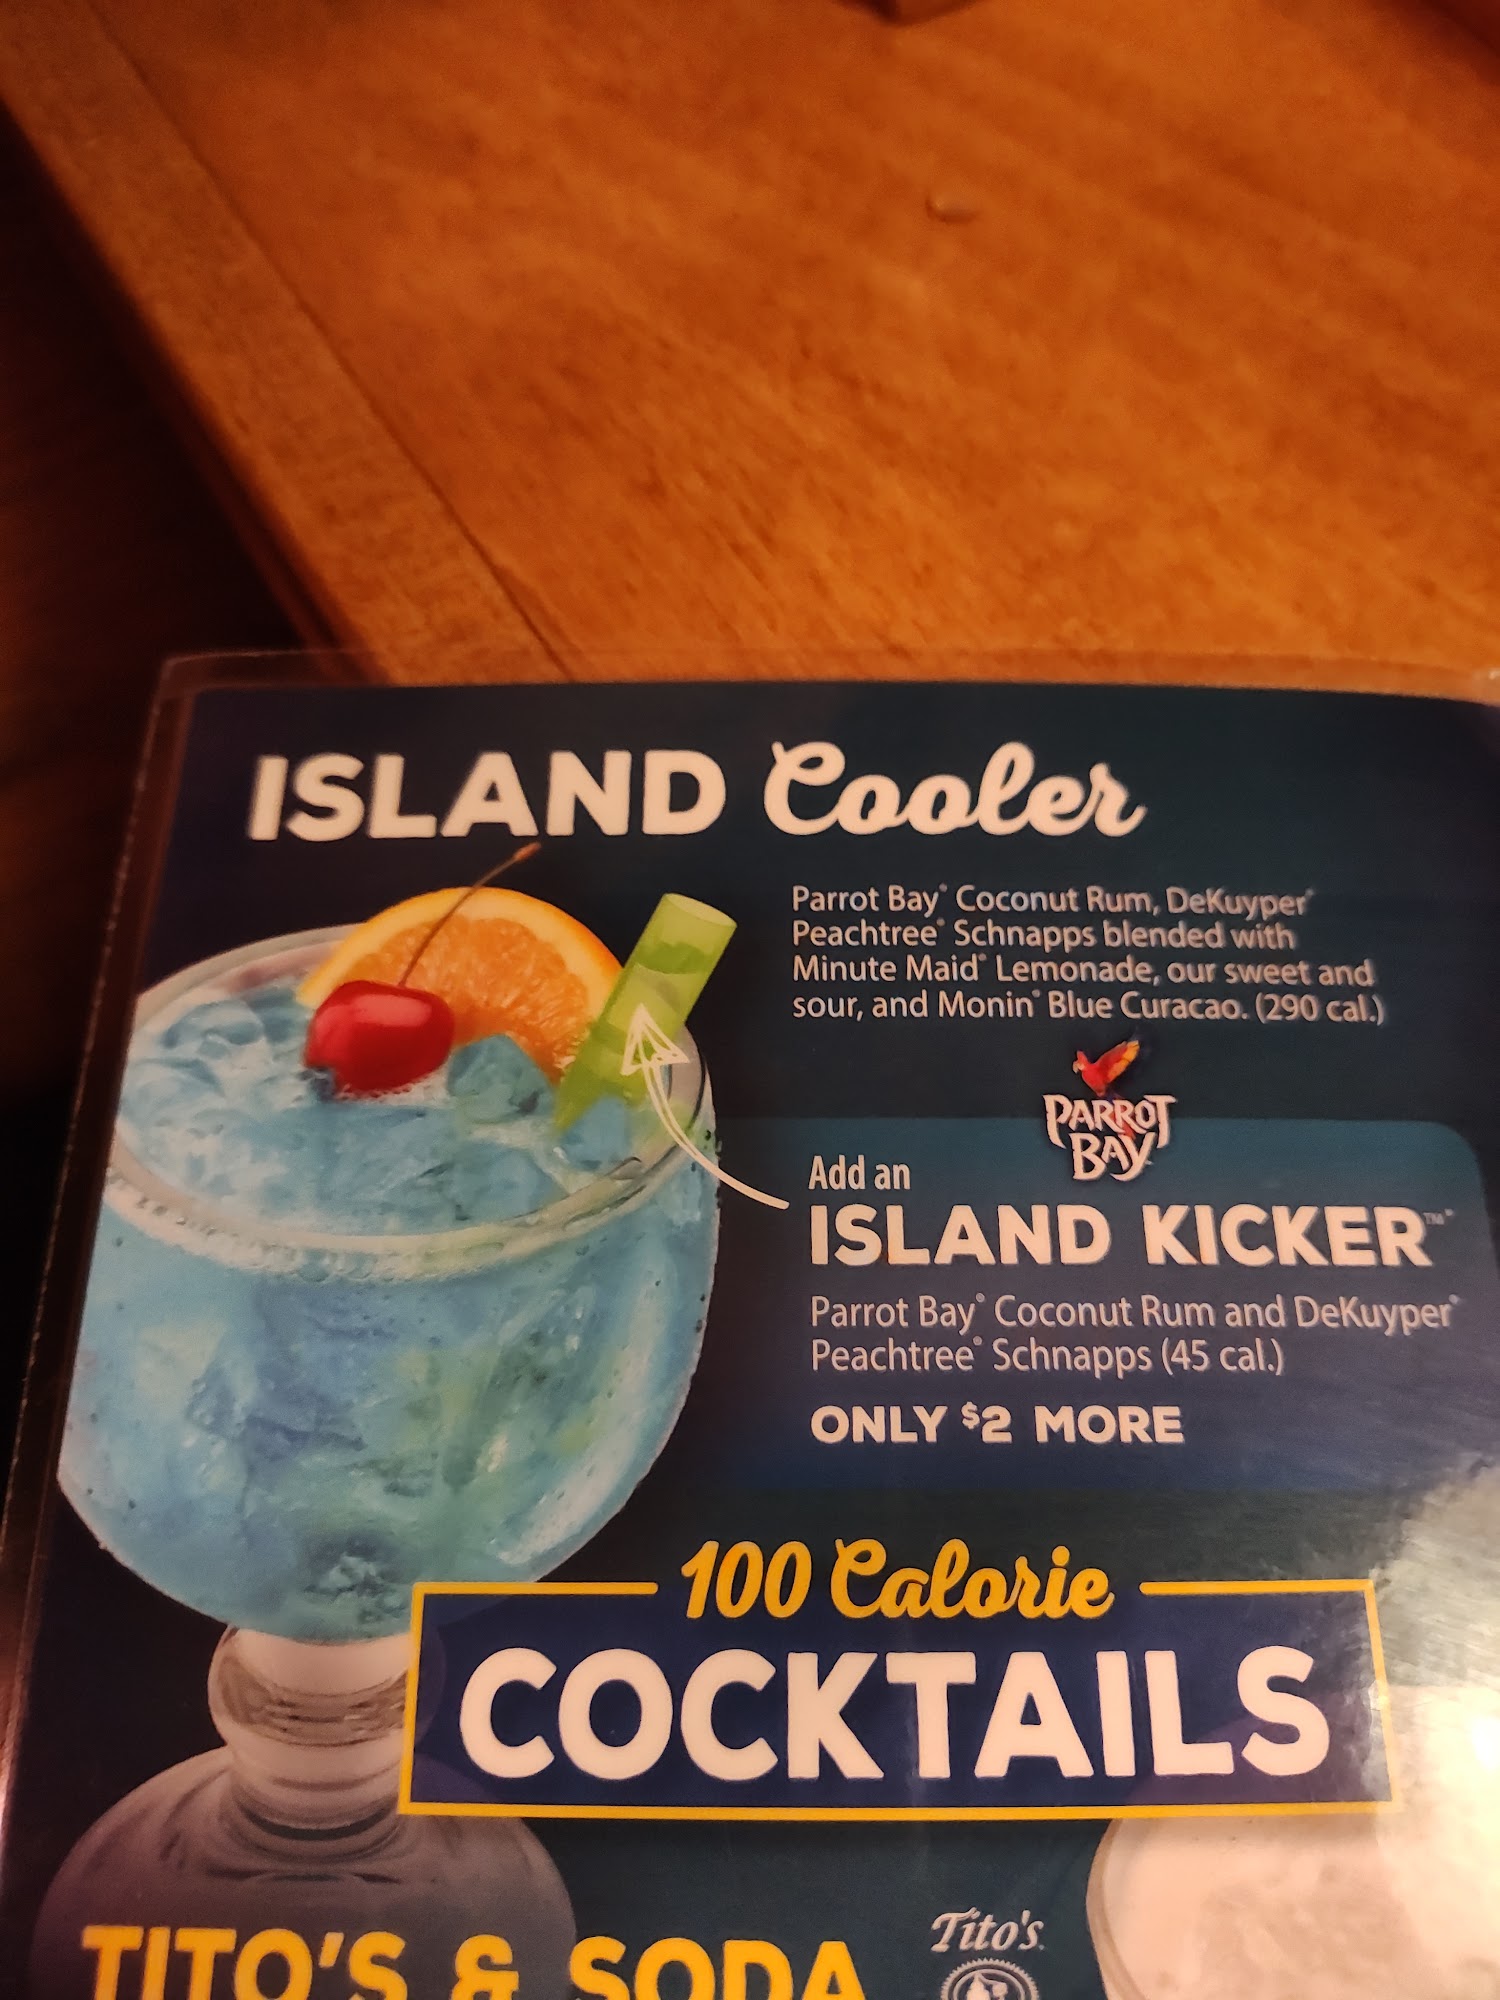 ISLAND Cooler
Parrot Bay® Coconut Rum, DeKuyper®
Peachtree® Schnapps blended with
Minute Maid® Lemonade, our sweet and
sour, and Monin® Blue Curacao. (290 cal.)
PARROT
BAY
Add an
ISLAND KICKER™*
Parrot Bay® Coconut Rum and DeKuyper®
Peachtree® Schnapps (45 cal.)
ONLY $2 MORE
100 Calorie
COCKTAILS
TITO'S & SODA
Tito's